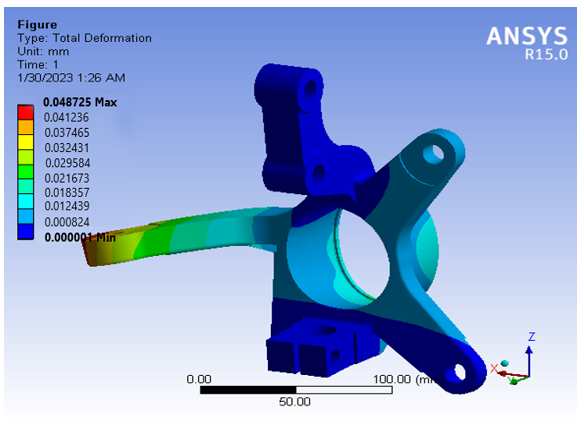 Figure
Type: Total Deformation
Unit: mm
Time: 1
1/30/2023 1:26 AM
ANSYS
R15.0
0.048725 Max
0.041236
0.037465
0.032431
0.029584
0.021673
0.018357
0.012439
0.000824
0.000001 Min
0.00
100.00 (mm)
50.00
Z
X
Y